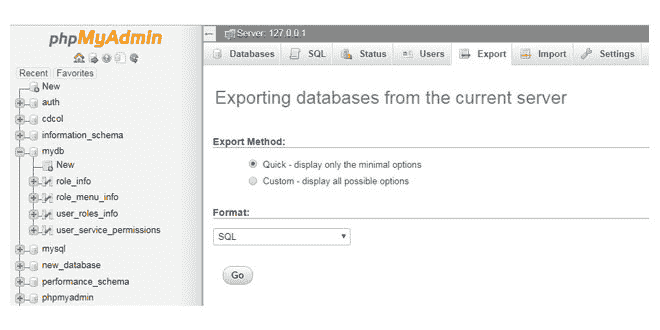 phpMyAdmin
Recent Favorites
New
auth
cdcol
information_schema
mydb
New
role_info
role_menu_info
user_roles_info
user_service_permissions
mysql
new_database
performance_schema
phpmyadmin
Server: 127.0.0.1
Databases SQL Status Users Export Import Settings
Exporting databases from the current server
Export Method:
Quick - display only the minimal options
Custom - display all possible options
Format:
SQL
Go